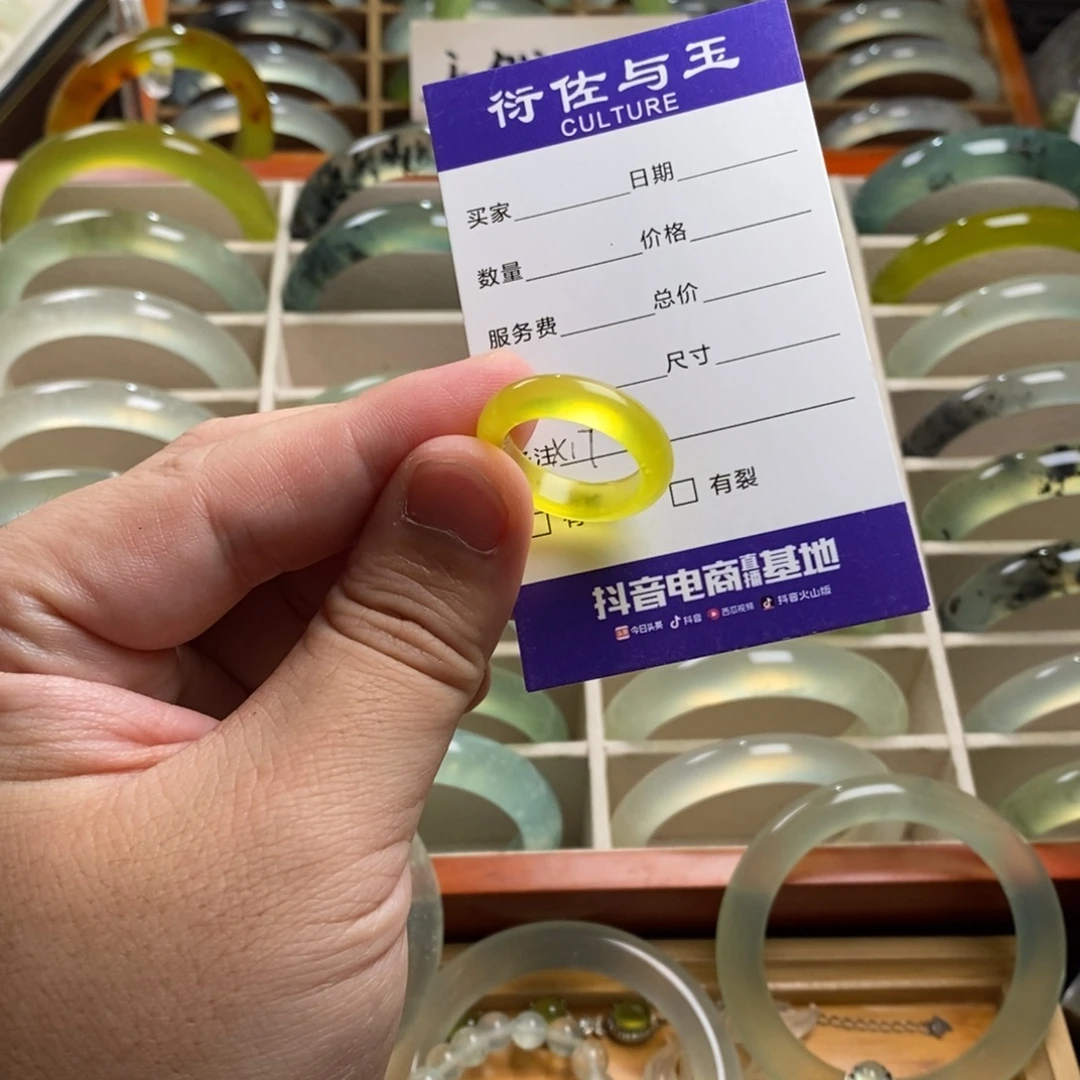 衍佐与玉
CULTURE
买家 日期
数量 价格
服务费 总价
尺寸
注 K17
有裂
抖音电商直播基地
今日头条 抖音 西瓜视频 抖音火山版